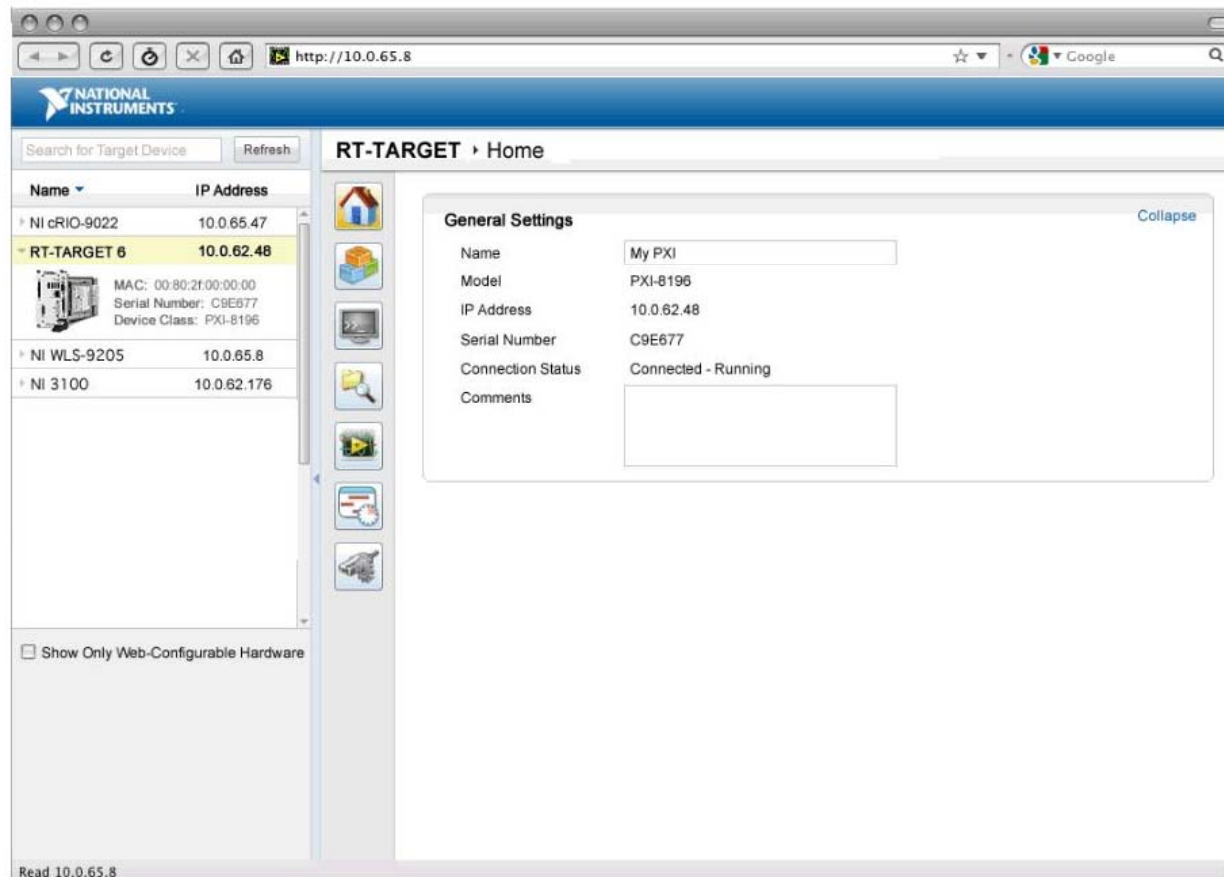 http://10.0.65.8
Google
NATIONAL
INSTRUMENTS
Search for Target Device
Refresh
RT-TARGET › Home
Name IP Address
NI cRIO-9022 10.0.65.47
RT-TARGET 6 10.0.62.48
MAC: 00:80:2f:00:00:00
Serial Number: C9E677
Device Class: PXI-8196
NI WLS-9205 10.0.65.8
NI 3100 10.0.62.176
Show Only Web-Configurable Hardware
General Settings
Collapse
Name My PXI
Model PXI-8196
IP Address 10.0.62.48
Serial Number C9E677
Connection Status Connected - Running
Comments
Read 10.0.65.8